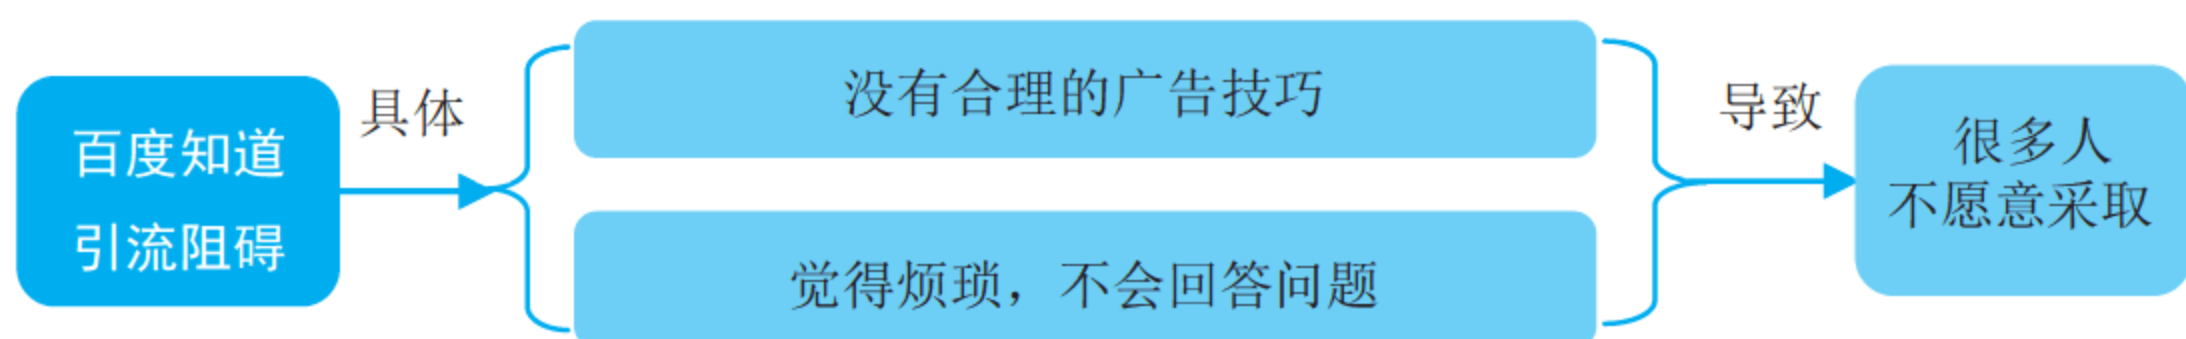 百度知道
引流阻碍
具体
没有合理的广告技巧
觉得烦琐，不会回答问题
导致
很多人
不愿意采取